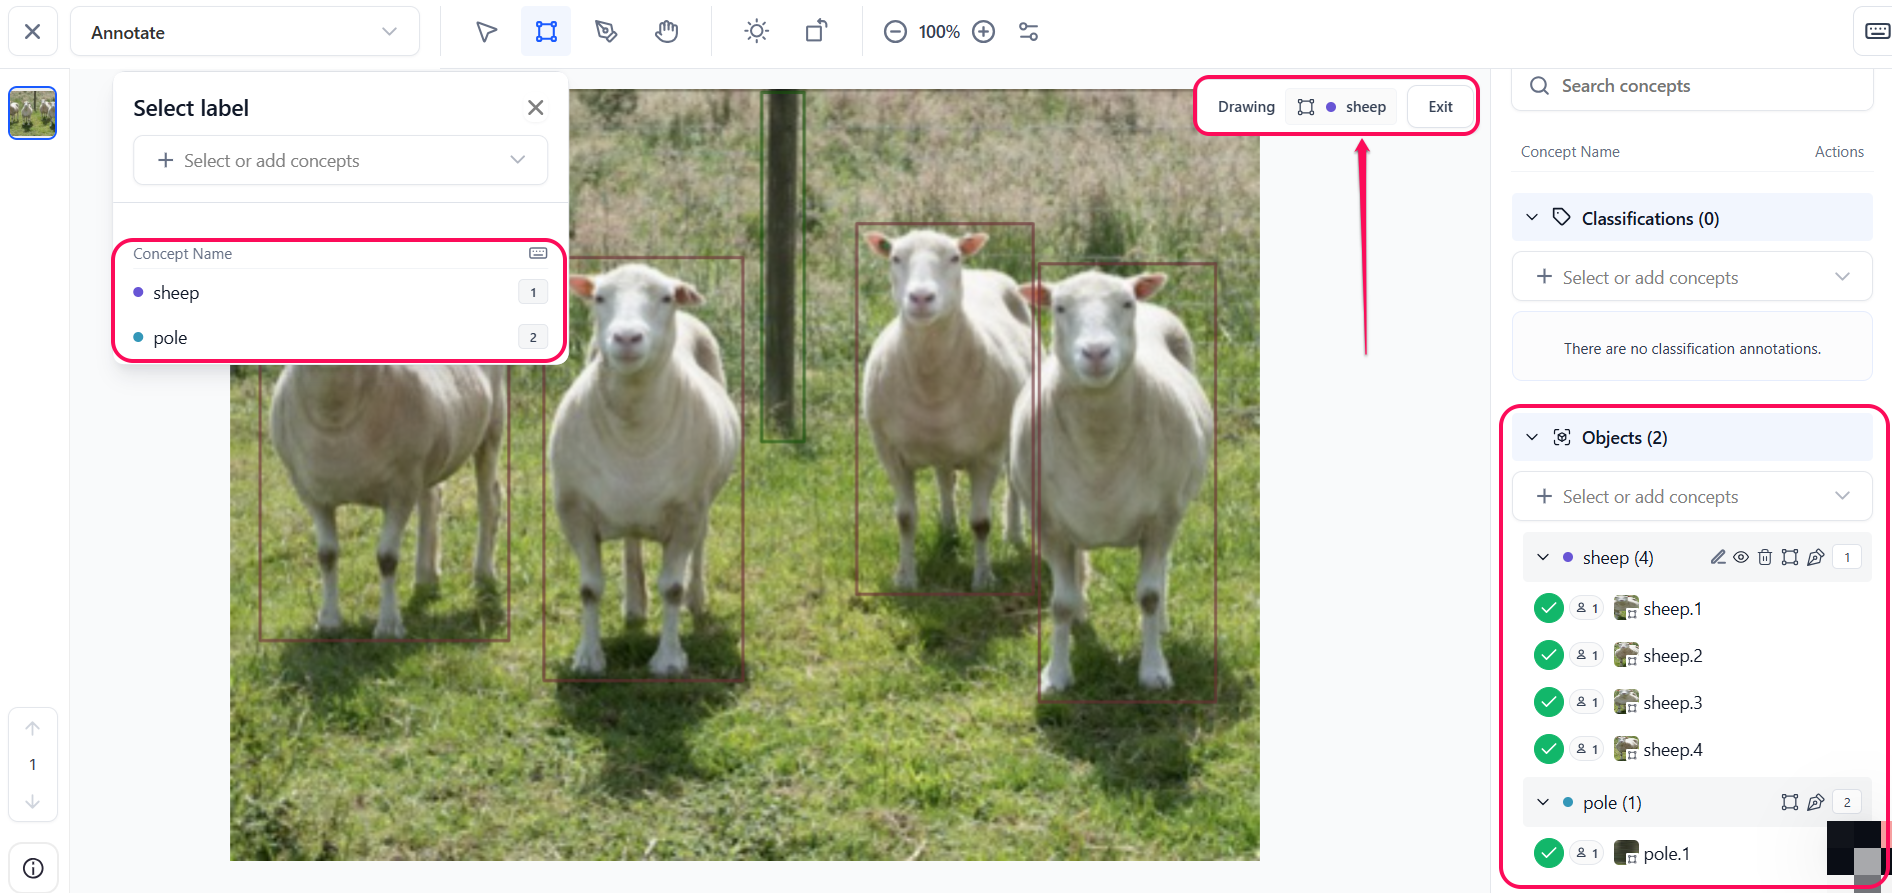 Annotate
100%
Select label
Select or add concepts
Concept Name
sheep 1
pole 2
Drawing sheep Exit
Search concepts
Concept Name Actions
Classifications (0)
Select or add concepts
There are no classification annotations.
Objects (2)
Select or add concepts
sheep (4) 1
1 sheep.1
1 sheep.2
1 sheep.3
1 sheep.4
pole (1) 2
1 pole.1
1